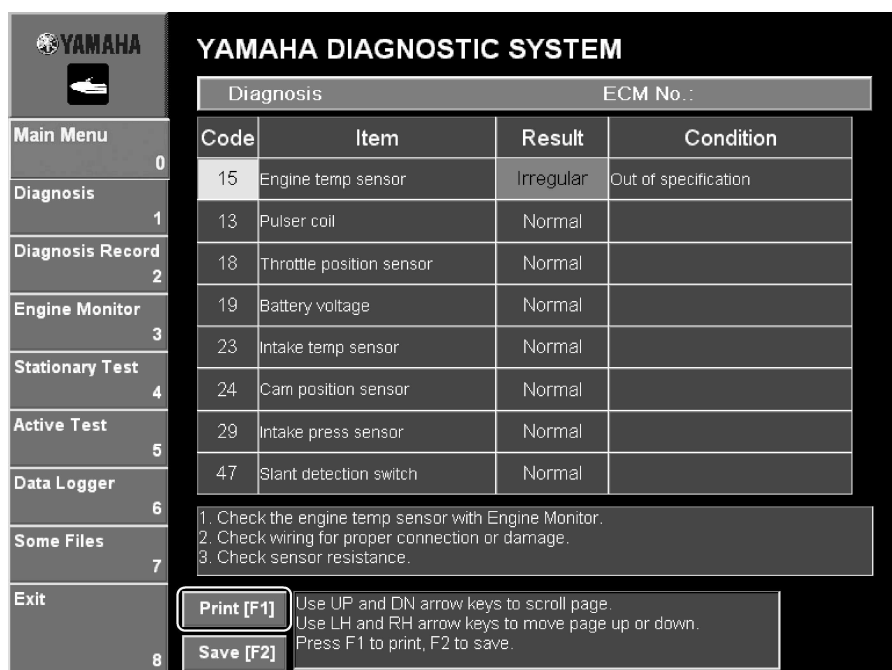 YAMAHA
YAMAHA DIAGNOSTIC SYSTEM
Diagnosis ECM No.:
Main Menu
0
Diagnosis
1
Diagnosis Record
2
Engine Monitor
3
Stationary Test
4
Active Test
5
Data Logger
6
Some Files
7
Exit
8
Code Item Result Condition
15 Engine temp sensor Irregular Out of specification
13 Pulser coil Normal
18 Throttle position sensor Normal
19 Battery voltage Normal
23 Intake temp sensor Normal
24 Cam position sensor Normal
29 Intake press sensor Normal
47 Slant detection switch Normal
1. Check the engine temp sensor with Engine Monitor.
2. Check wiring for proper connection or damage.
3. Check sensor resistance.
Print [F1]
Save [F2]
Use UP and DN arrow keys to scroll page.
Use LH and RH arrow keys to move page up or down.
Press F1 to print, F2 to save.